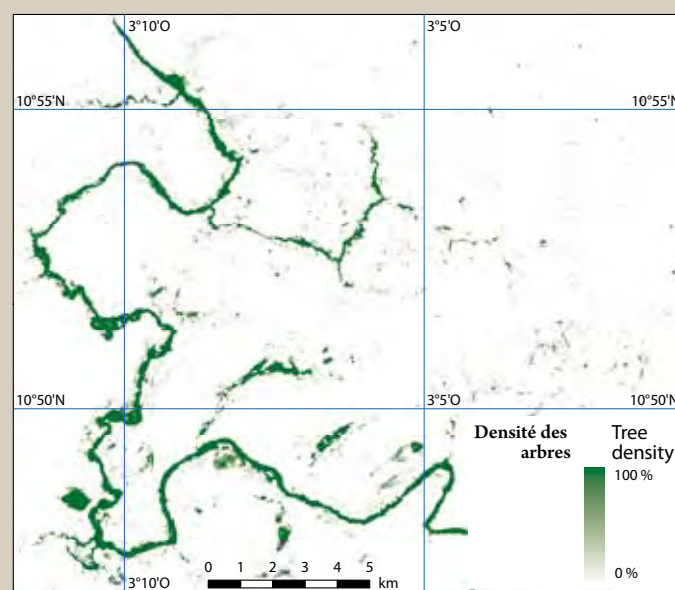 3°10'O
3°5'O
10°55'N
10°55'N
10°50'N
3°5'O
10°50'N
Densité des
arbres
Tree
density
100 %
0 %
0 1 2 3 4 5
km
3°10'O